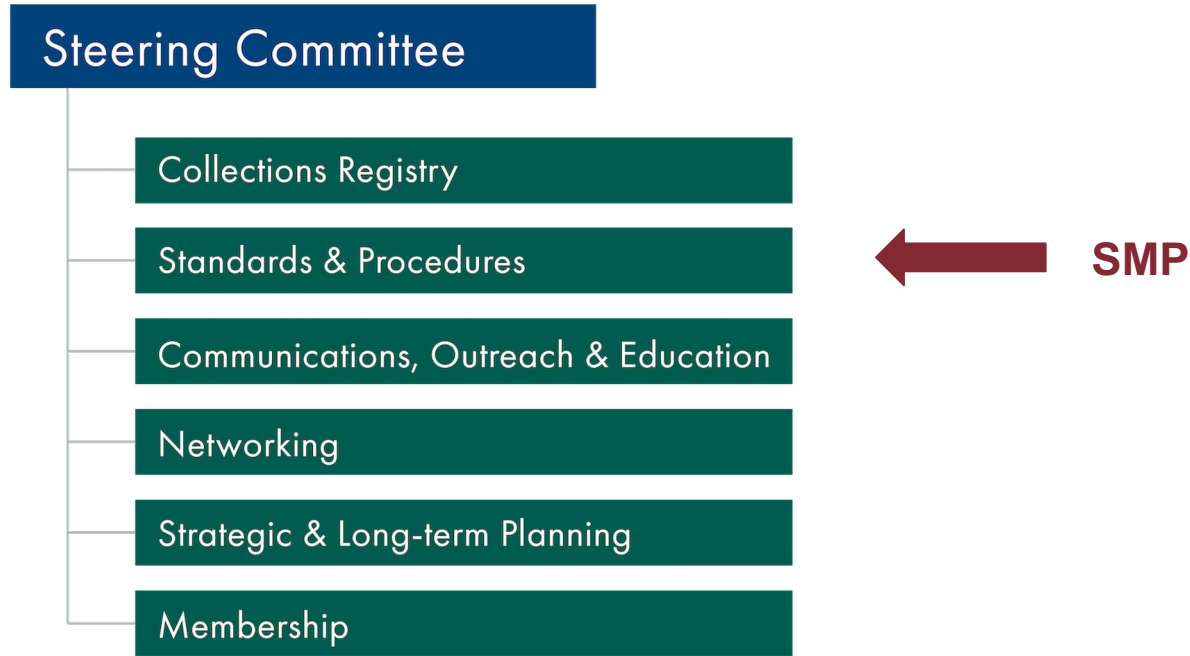 Steering Committee
Collections Registry
Standards & Procedures
SMP
Communications, Outreach & Education
Networking
Strategic & Long-term Planning
Membership